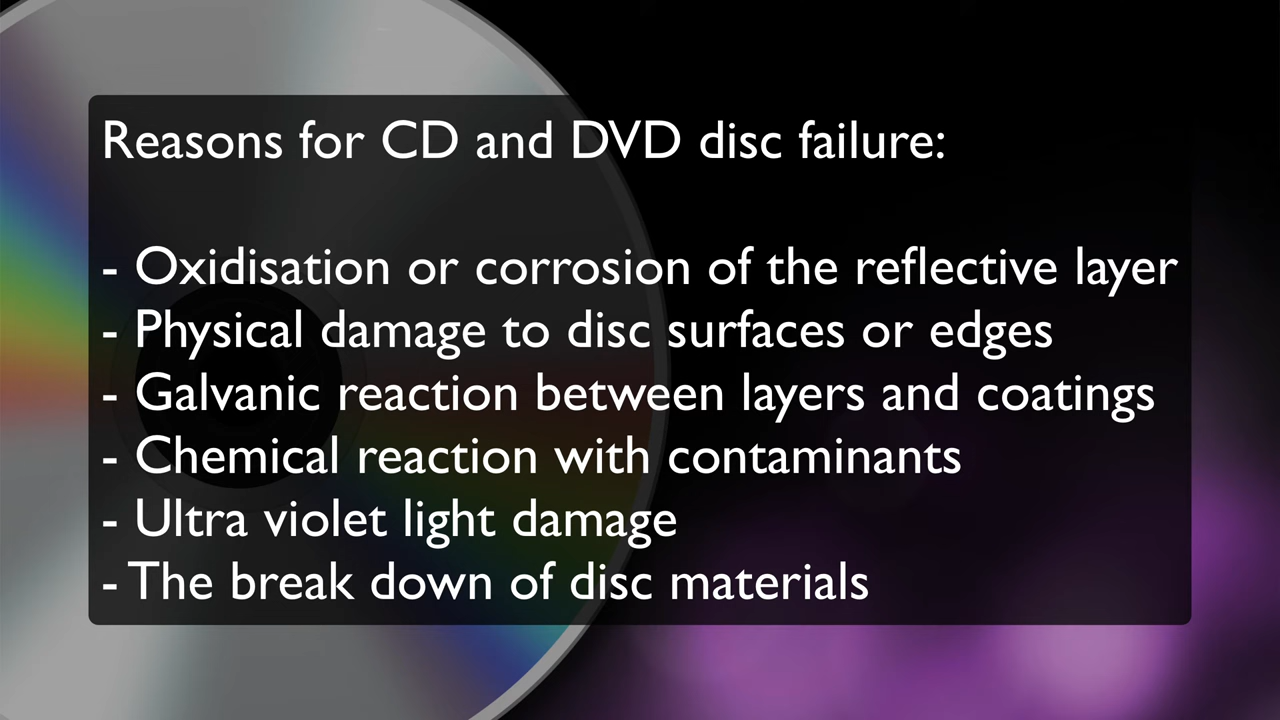 Reasons for CD and DVD disc failure:
- Oxidisation or corrosion of the reflective layer
- Physical damage to disc surfaces or edges
- Galvanic reaction between layers and coatings
- Chemical reaction with contaminants
- Ultra violet light damage
- The break down of disc materials